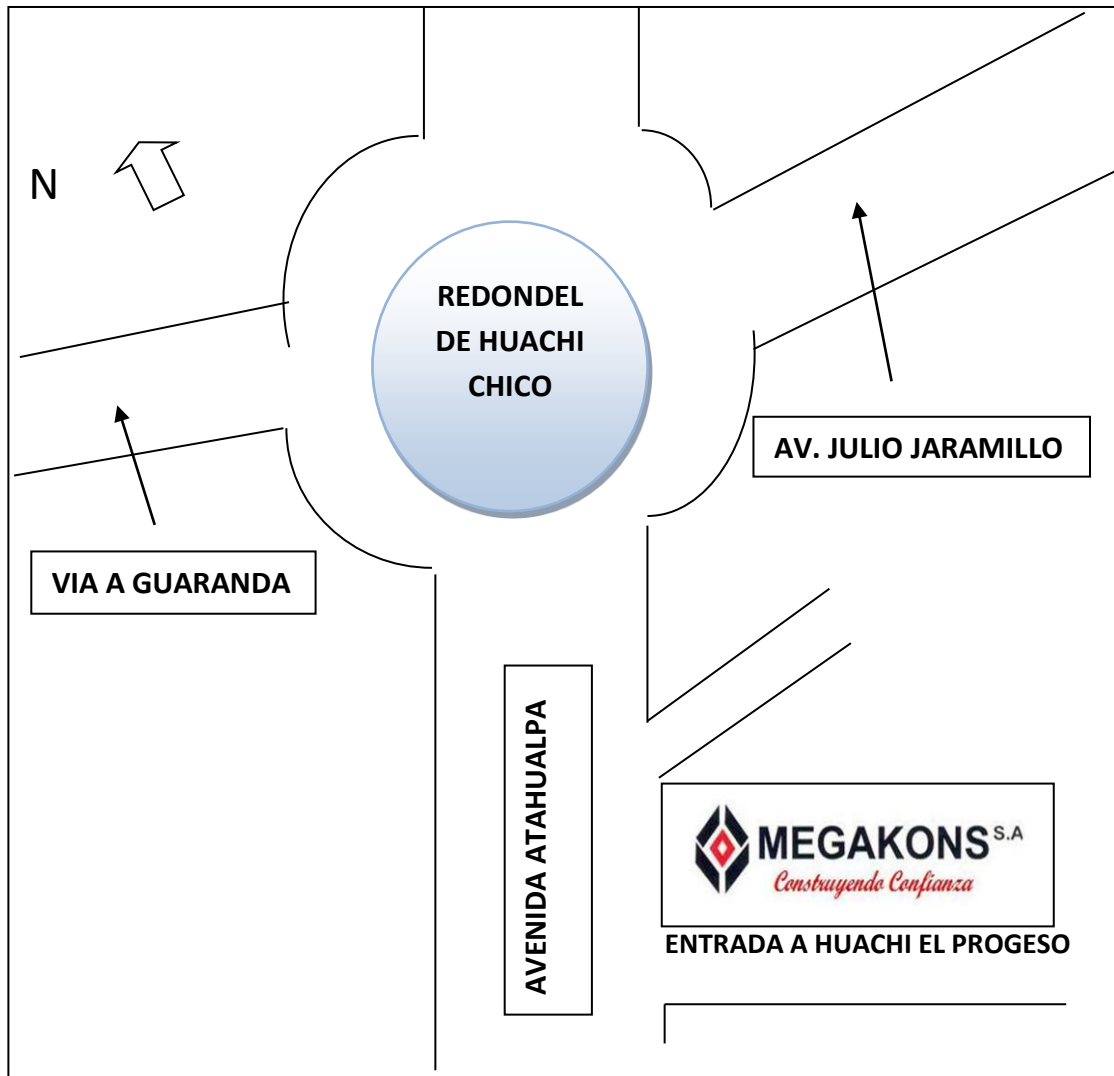 N
REDONDEL
DE HUACHI
CHICO
AV. JULIO JARAMILLO
VIA A GUARANDA
AVENIDA ATAHUALPA
MEGAKONS S.A
Construyendo Confianza
ENTRADA A HUACHI EL PROGESO